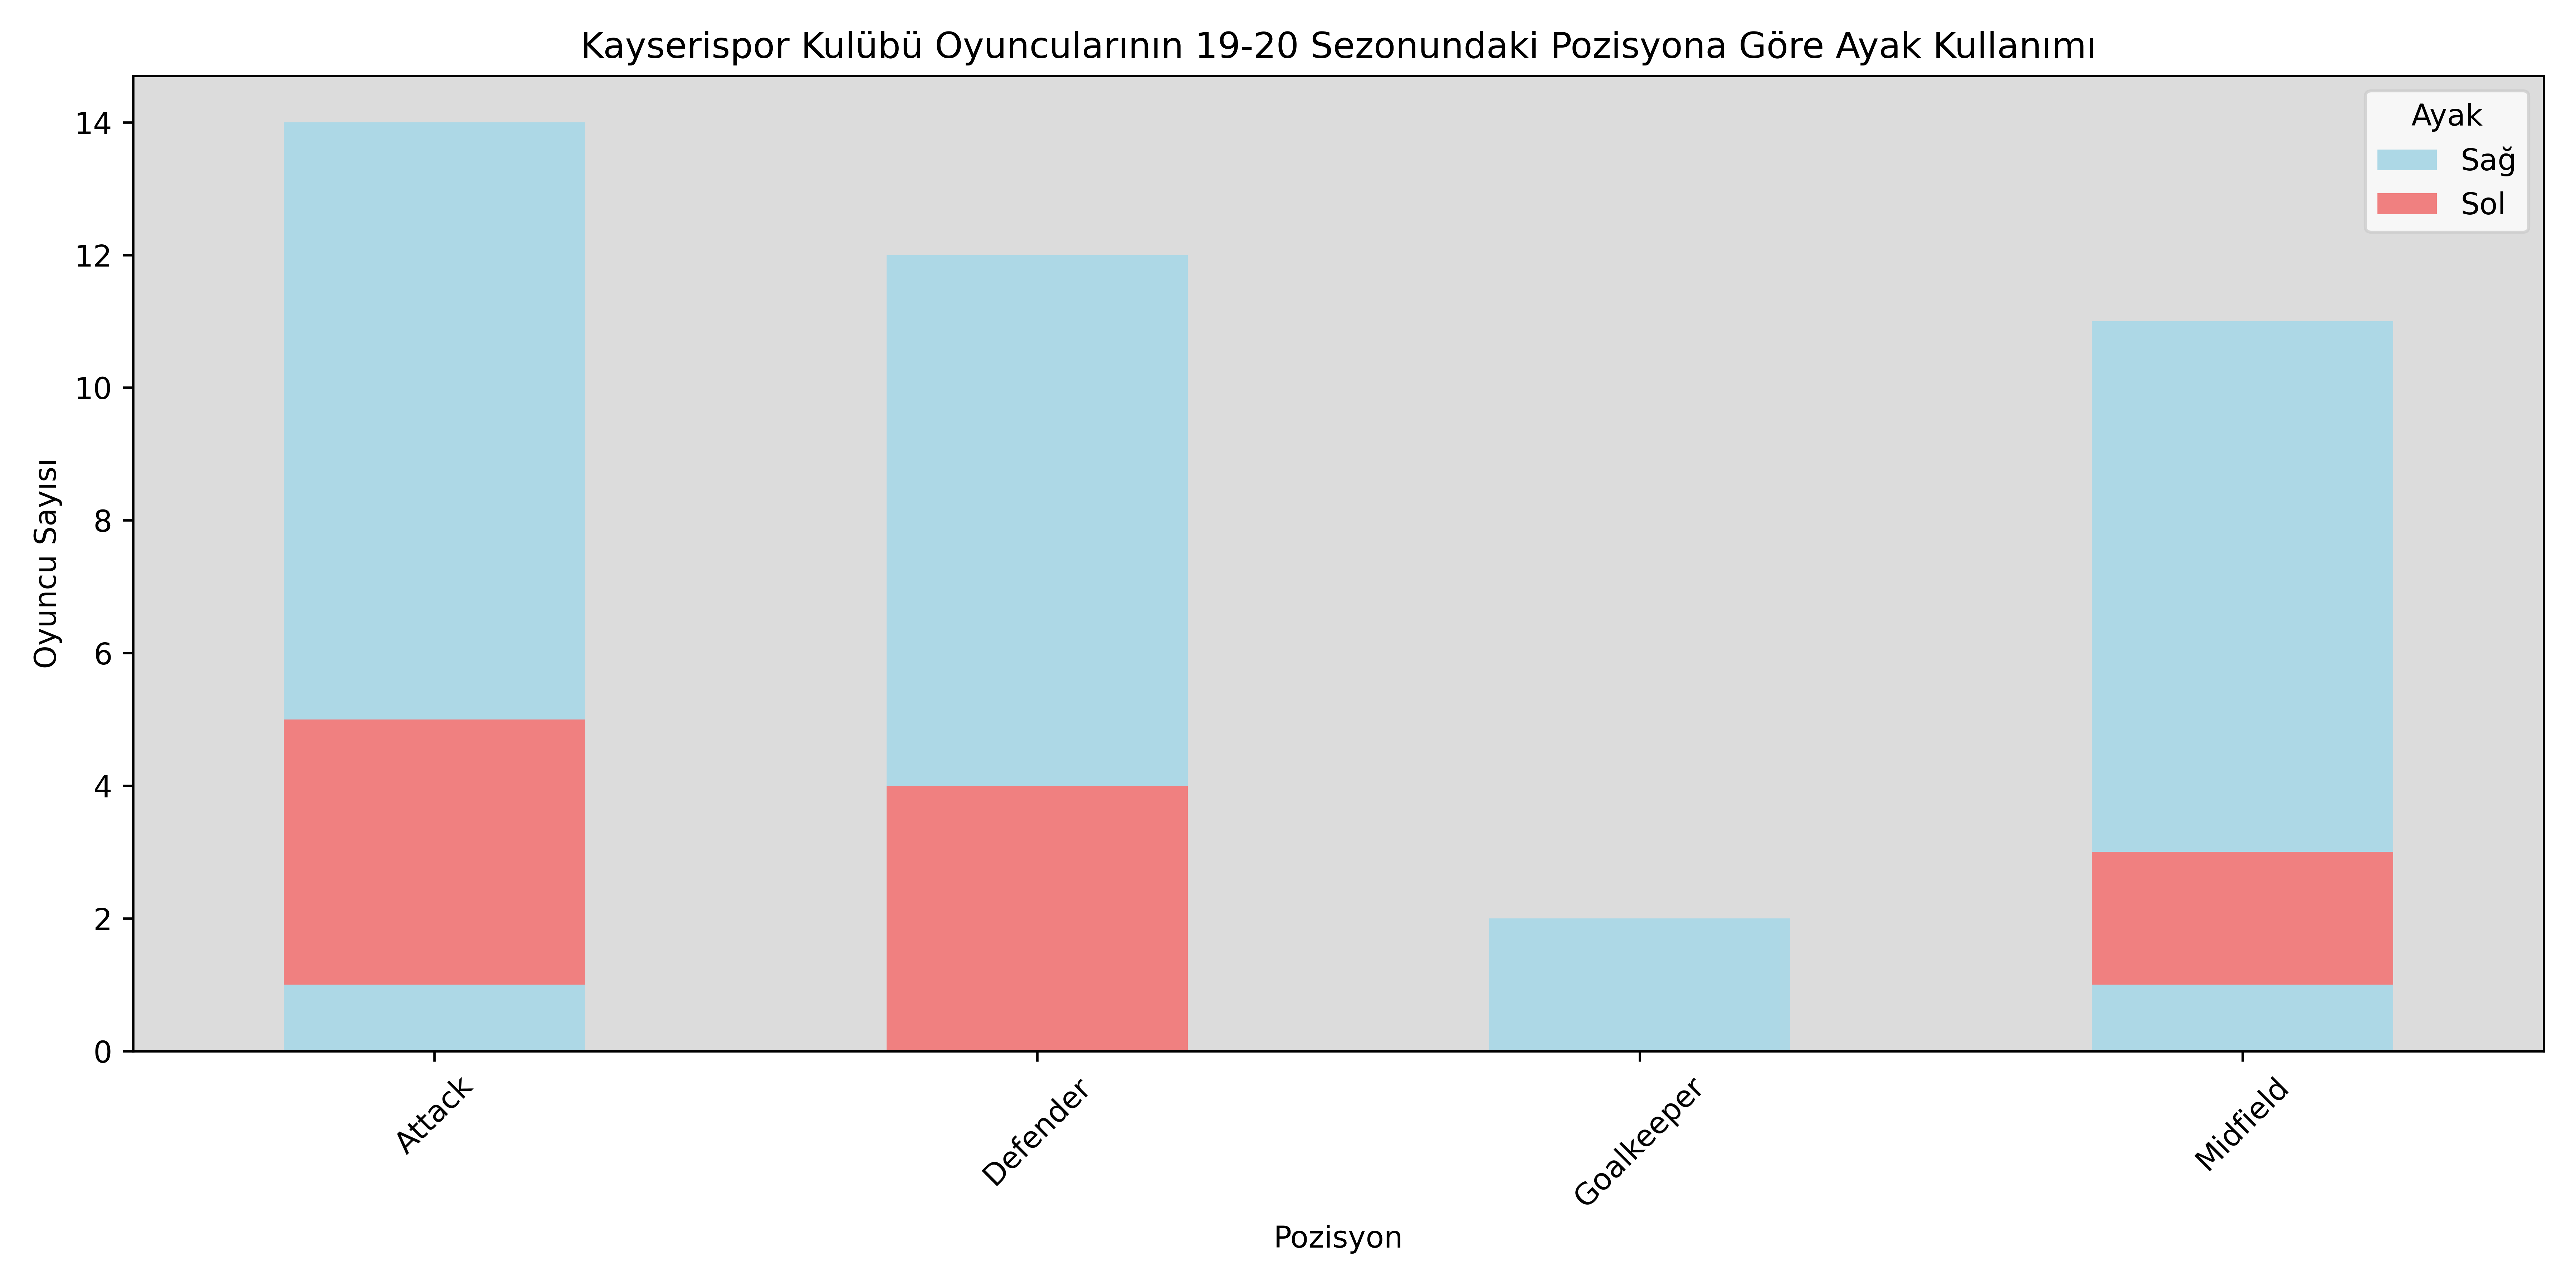 Kayserispor Kulübü Oyuncularının 19-20 Sezonundaki Pozisyona Göre Ayak Kullanımı
Ayak
Sağ
Sol
Oyuncu Sayısı
14
12
10
8
6
4
2
0
Attack
Defender
Goalkeeper
Midfield
Pozisyon